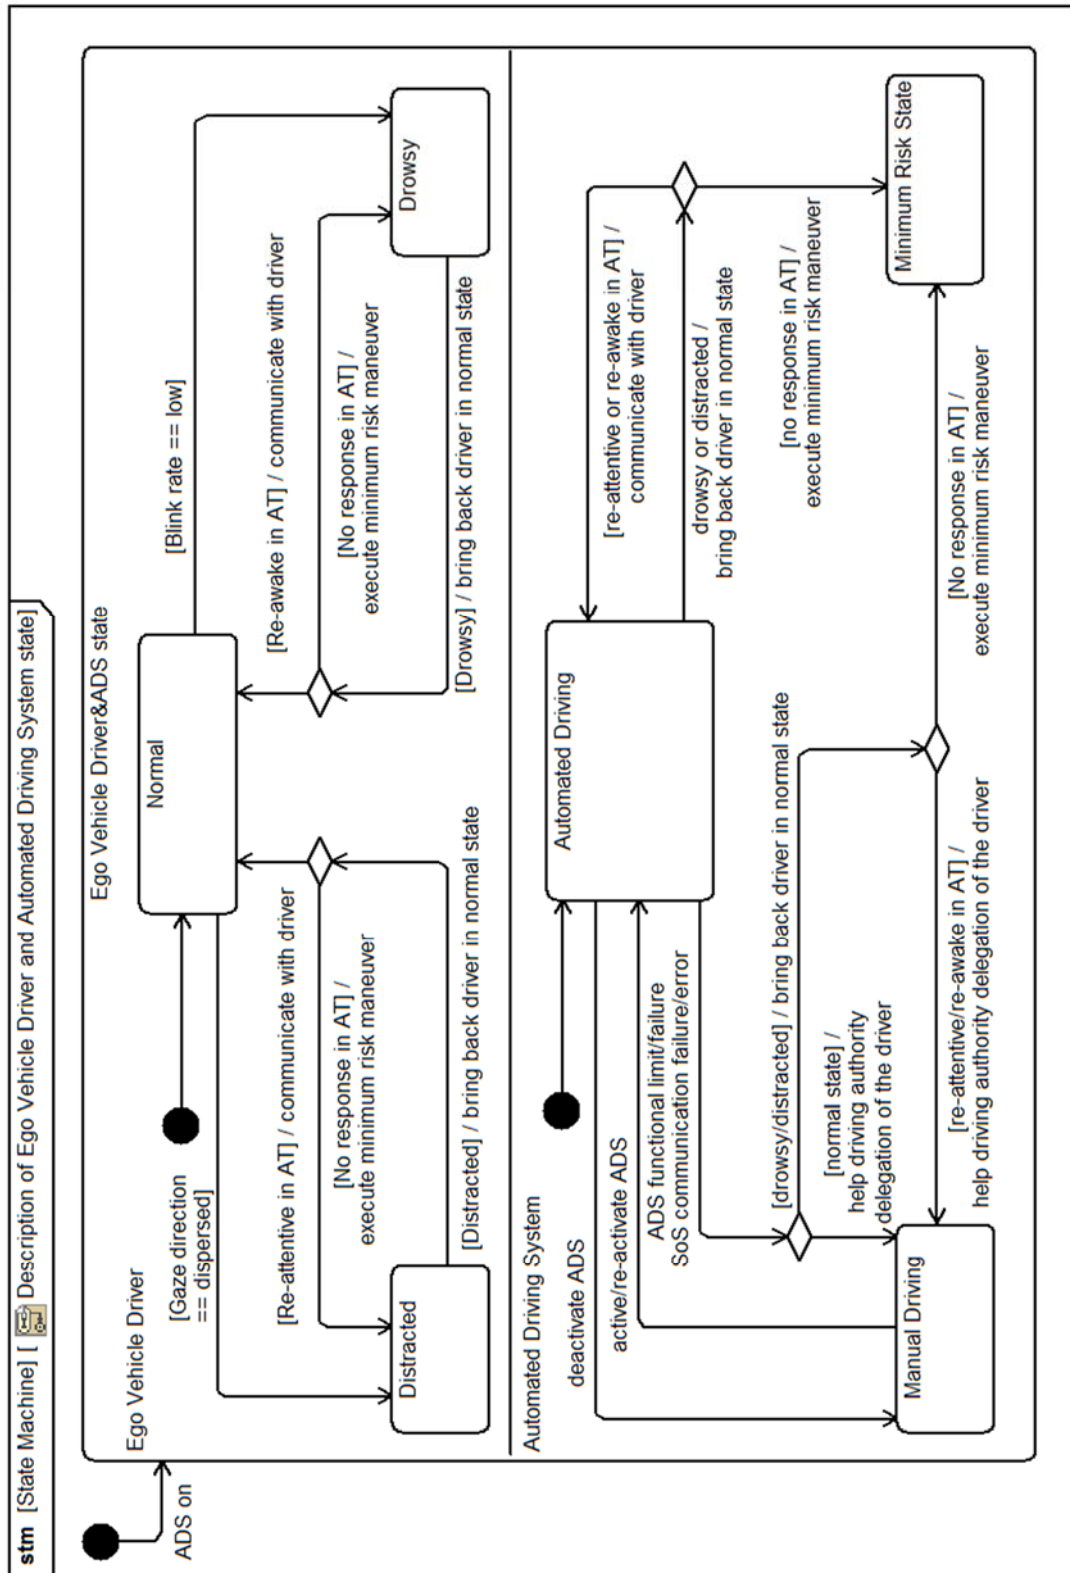 stm [State Machine] [ Description of Ego Vehicle Driver and Automated Driving System state]
ADS on
Ego Vehicle Driver&ADS state
Ego Vehicle Driver
[Gaze direction
== dispersed]
Normal
[Blink rate == low]
[Re-attentive in AT] / communicate with driver
[Re-awake in AT] / communicate with driver
[No response in AT] /
execute minimum risk maneuver
[No response in AT] /
execute minimum risk maneuver
Distracted
Drowsy
[Distracted] / bring back driver in normal state
[Drowsy] / bring back driver in normal state
Automated Driving System
deactivate ADS
active/re-activate ADS
ADS functional limit/failure
SoS communication failure/error
Automated Driving
[re-attentive or re-awake in AT] /
communicate with driver
drowsy or distracted /
bring back driver in normal state
[no response in AT] /
execute minimum risk maneuver
[drowsy/distracted] / bring back driver in normal state
[normal state] /
help driving authority
delegation of the driver
Manual Driving
Minimum Risk State
[re-attentive/re-awake in AT] /
help driving authority delegation of the driver
[No response in AT] /
execute minimum risk maneuver